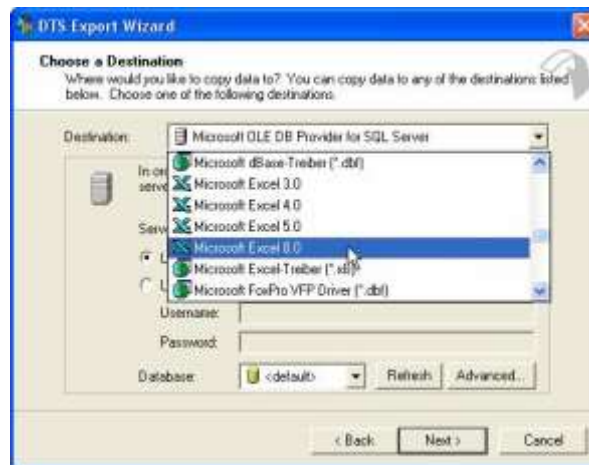 DTS Export Wizard
Choose a Destination
Where would you like to copy data to? You can copy data to any of the destinations listed
below. Choose one of the following destinations.
Destination: Microsoft OLE DB Provider for SQL Server
Microsoft dBase-Treiber (*.dbf)
In
Microsoft Excel 3.0
serve
Microsoft Excel 4.0
Microsoft Excel 5.0
Serv
Microsoft Excel 8.0
Microsoft Excel-Treiber (*.xls)
Microsoft FoxPro VFP Driver (*.dbf)
Username:
Password:
Database: <default> Refresh Advanced...
< Back Next > Cancel